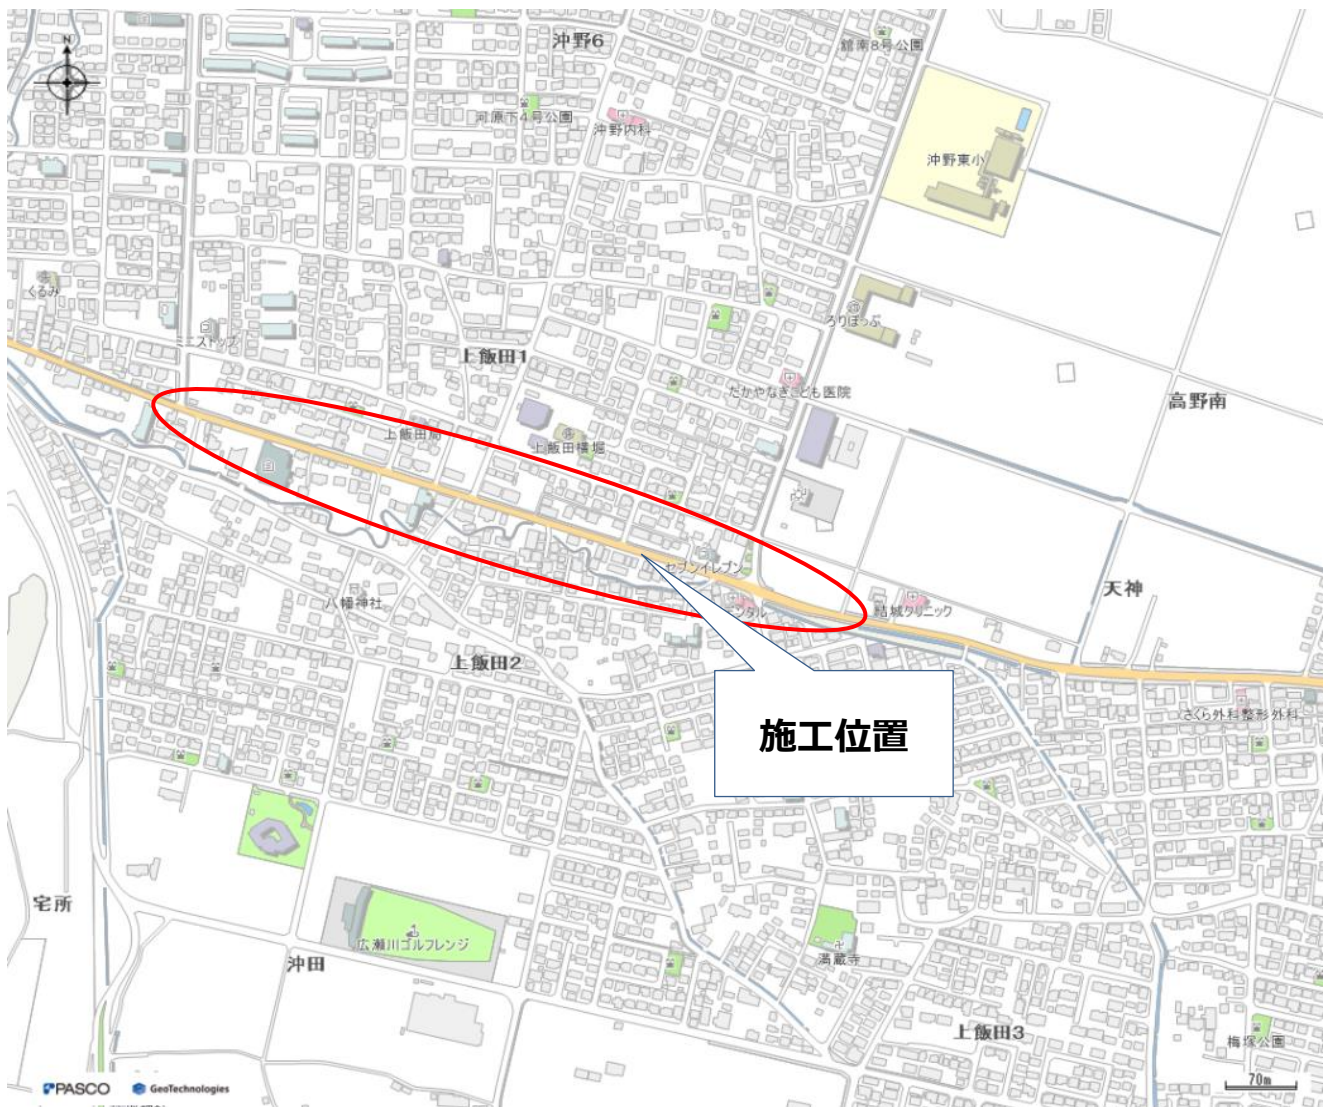 沖野6
舘南8号公園
N
河原下4号公園
沖野内科
沖野東小
くるみ
ミニストップ
ろりぽっぷ
上飯田1
たかやなぎこども医院
高野南
上飯田局
上飯田横堀
セブンイレブン
天神
八幡神社
デンタル
結城クリニック
上飯田2
さくら外科整形外科
施工位置
宅所
広瀬川ゴルフレンジ
沖田
満蔵寺
上飯田3
梅塚公園
PASCO
GeoTechnologies
70m